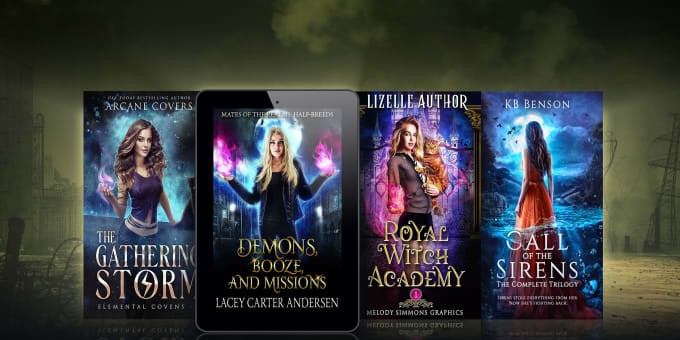 USA TODAY BESTSELLING AUTHOR
ARCANE COVERS
THE
GATHERING
STORM
ELEMENTAL COVENS
MATES OF THE REALMS: HALF-BREEDS
DEMONS,
BOOZE,
AND MISSIONS
LACEY CARTER ANDERSEN
LIZELLE AUTHOR
ROYAL
WITCH
ACADEMY
1
MELODY SIMMONS GRAPHICS
KB BENSON
CALL
OF THE
SIRENS
THE COMPLETE TRILOGY
SIRENS STOLE EVERYTHING FROM HER.
NOW SHE'S FIGHTING BACK.